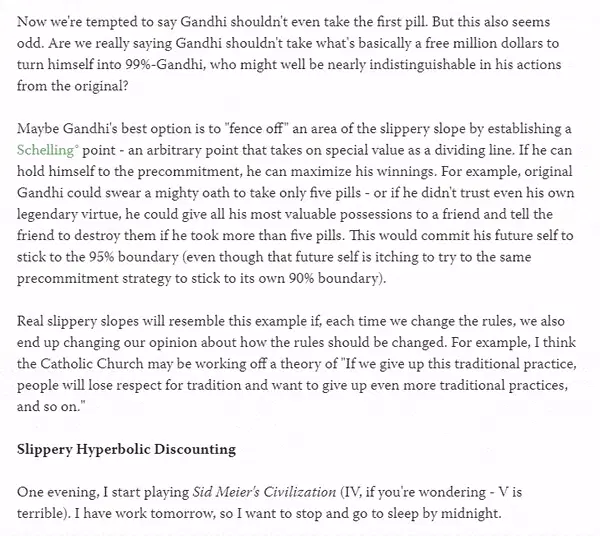 Now we're tempted to say Gandhi shouldn't even take the first pill. But this also seems
odd. Are we really saying Gandhi shouldn't take what's basically a free million dollars to
turn himself into 99%-Gandhi, who might well be nearly indistinguishable in his actions
from the original?
Maybe Gandhi's best option is to "fence off" an area of the slippery slope by establishing a
Schelling° point - an arbitrary point that takes on special value as a dividing line. If he can
hold himself to the precommitment, he can maximize his winnings. For example, original
Gandhi could swear a mighty oath to take only five pills - or if he didn't trust even his own
legendary virtue, he could give all his most valuable possessions to a friend and tell the
friend to destroy them if he took more than five pills. This would commit his future self to
stick to the 95% boundary (even though that future self is itching to try to the same
precommitment strategy to stick to its own 90% boundary).
Real slippery slopes will resemble this example if, each time we change the rules, we also
end up changing our opinion about how the rules should be changed. For example, I think
the Catholic Church may be working off a theory of "If we give up this traditional practice,
people will lose respect for tradition and want to give up even more traditional practices,
and so on."
Slippery Hyperbolic Discounting
One evening, I start playing Sid Meier's Civilization (IV, if you're wondering - V is
terrible). I have work tomorrow, so I want to stop and go to sleep by midnight.